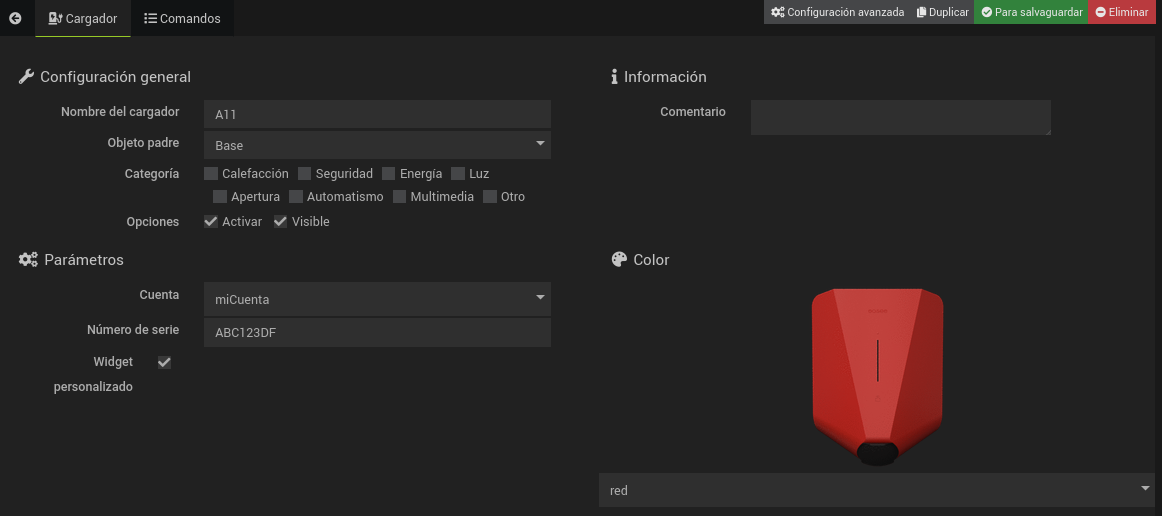 Cargador
Comandos
Configuración avanzada
Duplicar
Para salvaguardar
Eliminar
Configuración general
Nombre del cargador
A11
Objeto padre
Base
Categoría
Calefacción
Seguridad
Energía
Luz
Apertura
Automatismo
Multimedia
Otro
Opciones
Activar
Visible
Información
Comentario
Parámetros
Cuenta
miCuenta
Número de serie
ABC123DF
Widget
personalizado
Color
red